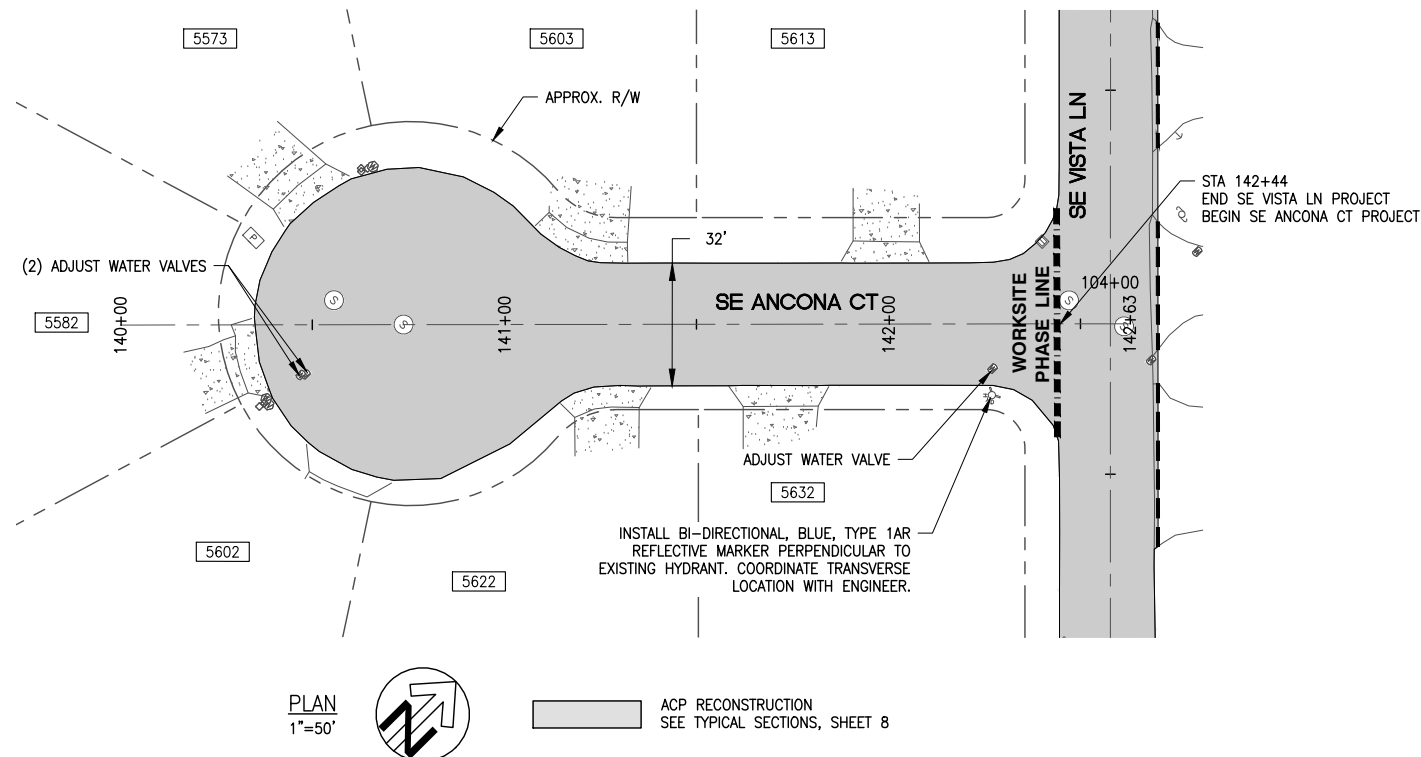 5573
5603
5613
APPROX. R/W
SE VISTA LN
STA 142+44
END SE VISTA LN PROJECT
BEGIN SE ANCONA CT PROJECT
32'
(2) ADJUST WATER VALVES
P
S
S
S
S
104+00
SE ANCONA CT
5582
140+00
141+00
142+00
WORKSITE
PHASE LINE
142+63
ADJUST WATER VALVE
5632
INSTALL BI-DIRECTIONAL, BLUE, TYPE 1AR
REFLECTIVE MARKER PERPENDICULAR TO
EXISTING HYDRANT. COORDINATE TRANSVERSE
LOCATION WITH ENGINEER.
5602
5622
PLAN
1"=50'
N
ACP RECONSTRUCTION
SEE TYPICAL SECTIONS, SHEET 8